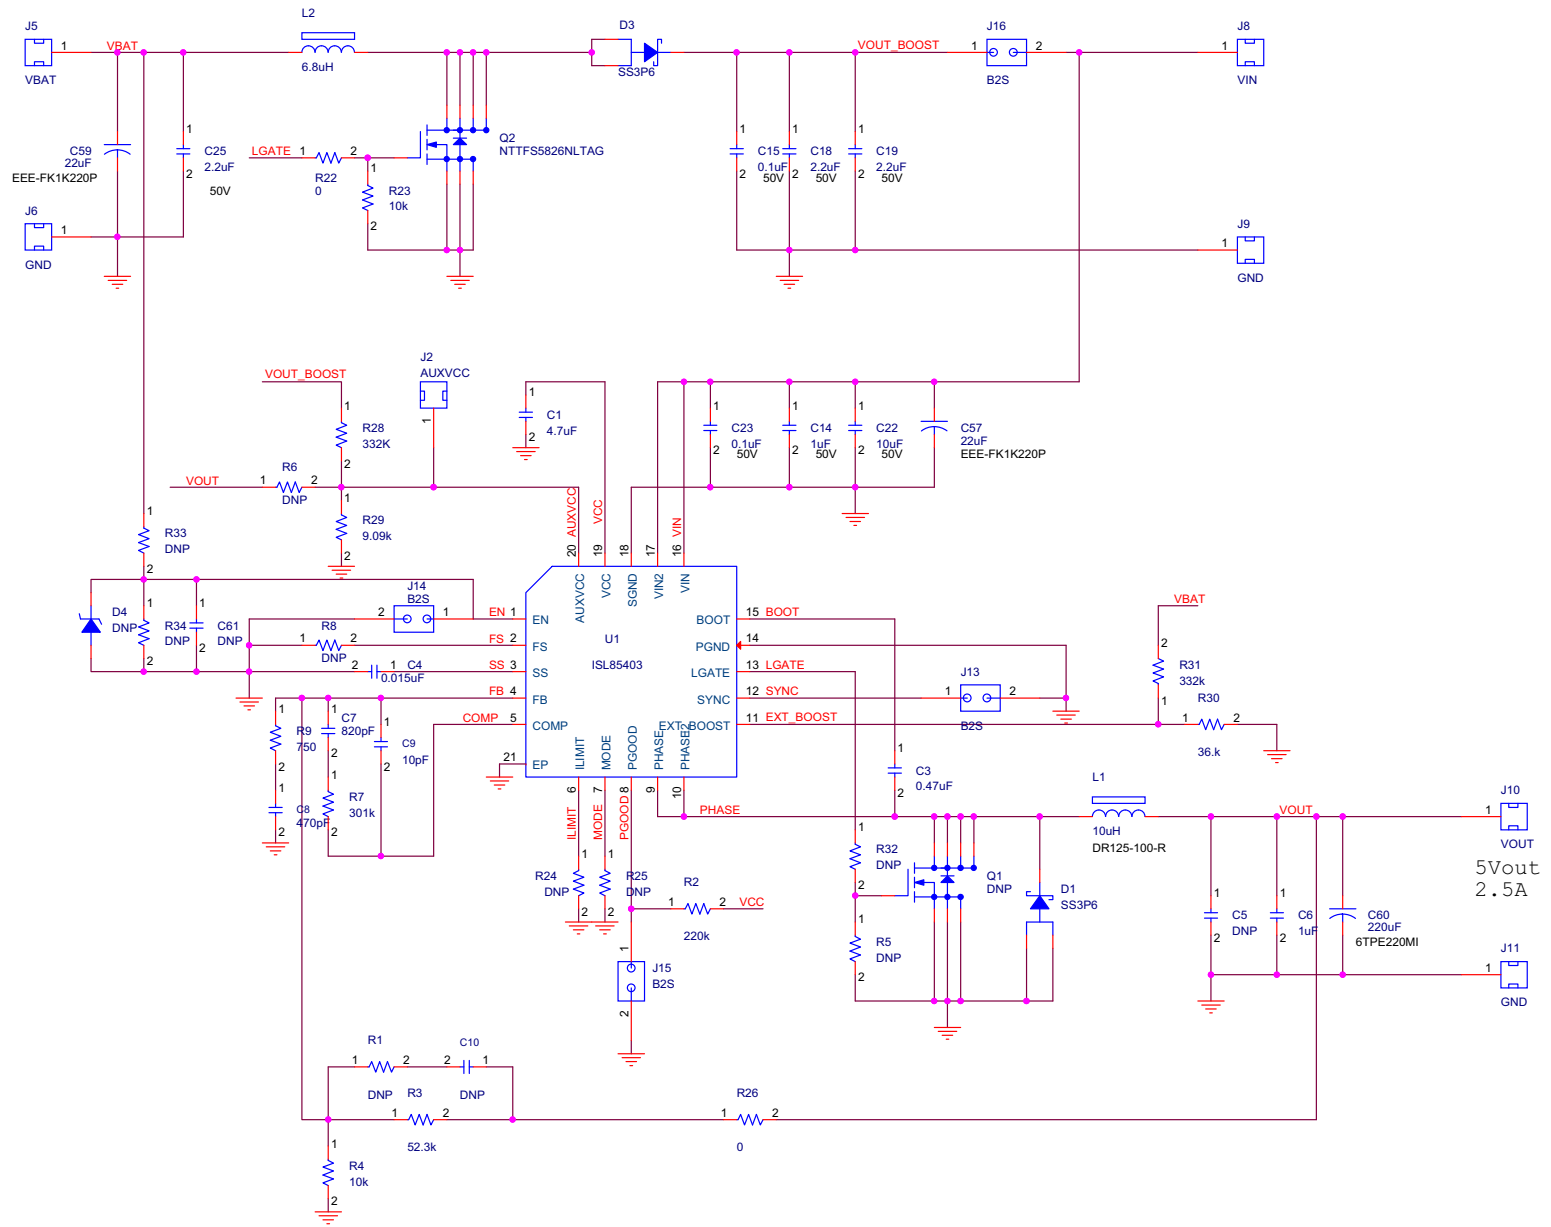 J5
1
VBAT
VBAT
L2
6.8uH
D3
SS3P6
VOUT_BOOST
J16
1
2
B2S
J8
1
VIN
C59
22uF
EEE-FK1K220P
1
C25
2.2uF
2
50V
LGATE
1
2
R22
0
1
R23
10k
2
Q2
NTTFS5826NLTAG
1
C15
0.1uF
2
50V
1
C18
2.2uF
2
50V
1
C19
2.2uF
2
50V
J6
1
GND
J9
1
GND
VOUT_BOOST
1
R28
332K
2
J2
AUXVCC
1
1
C1
4.7uF
2
1
C23
0.1uF
2
50V
1
C14
1uF
2
50V
1
C22
10uF
2
50V
C57
22uF
EEE-FK1K220P
VOUT
R6
1
2
DNP
1
R29
9.09k
2
AUXVCC
20
VCC
19
18
17
VIN
16
1
R33
DNP
2
D4
DNP
1
R34
DNP
2
1
C61
DNP
2
J14
B2S
2
1
R8
1
2
DNP
C4
2
1
0.015uF
EN
1
FS
2
SS
3
FB
4
COMP
5
21
EN
FS
SS
FB
COMP
EP
AUXVCC
VCC
SGND
VIN2
VIN
U1
ISL85403
BOOT
PGND
LGATE
SYNC
EXT_BOOST
ILIMIT
MODE
PGOOD
PHASE
PHASE2
15
BOOT
14
13
LGATE
12
SYNC
11
EXT_BOOST
J13
1
2
B2S
VBAT
2
R31
332k
1
R30
1
2
36.k
1
R9
750
2
1
C8
470pF
2
1
C7
820pF
2
1
R7
301k
2
C9
10pF
1
2
6
ILIMIT
7
MODE
8
PGOOD
9
10
PHASE
1
C3
0.47uF
2
L1
10uH
DR125-100-R
VOUT
J10
1
VOUT
5Vout
2.5A
R24
DNP
1
2
1
R25
DNP
2
R2
1
2
VCC
220k
1
R32
DNP
2
1
R5
DNP
2
Q1
DNP
D1
SS3P6
1
C5
DNP
2
1
C6
1uF
2
C60
220uF
6TPE220MI
J11
1
GND
1
J15
B2S
2
R1
1
2
DNP
C10
2
1
DNP
R3
1
2
52.3k
R26
1
2
0
1
R4
10k
2